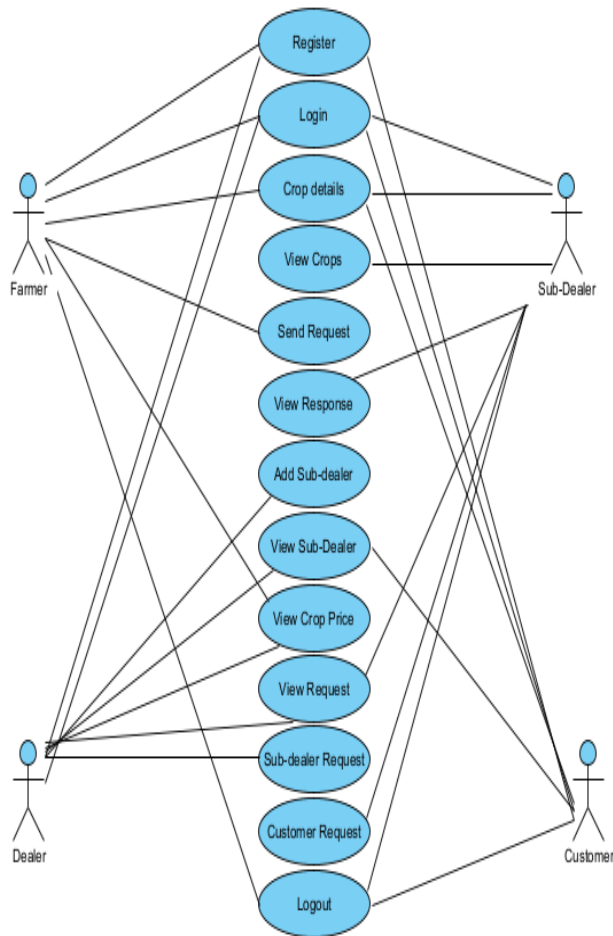 Register
Login
Crop details
View Crops
Farmer
Sub-Dealer
Send Request
View Response
Add Sub-dealer
View Sub-Dealer
View Crop Price
View Request
Sub-dealer Request
Customer Request
Dealer
Customer
Logout